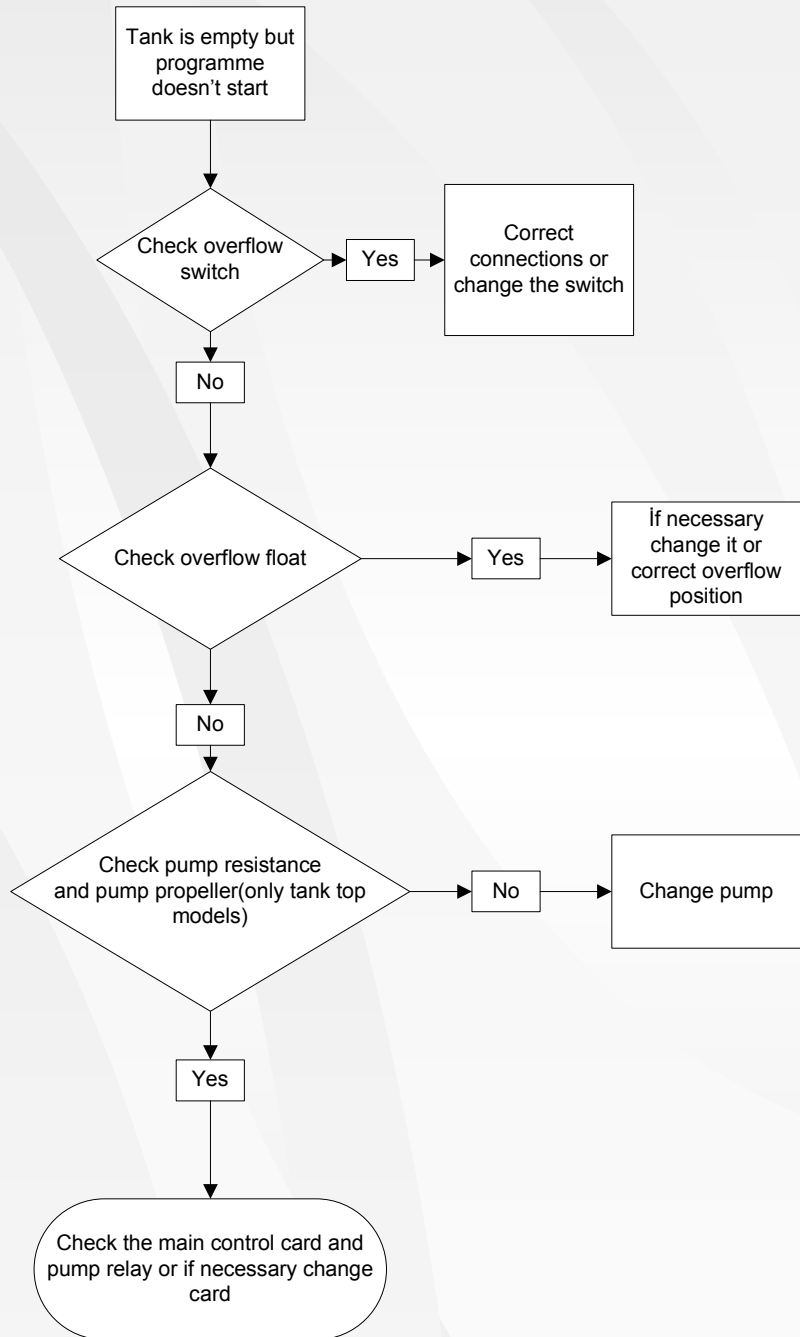 Tank is empty but
programme
doesn't start
Check overflow
switch
Yes
Correct
connections or
change the switch
No
Check overflow float
Yes
İf necessary
change it or
correct overflow
position
No
Check pump resistance
and pump propeller(only tank top
models)
No
Change pump
Yes
Check the main control card and
pump relay or if necessary change
card